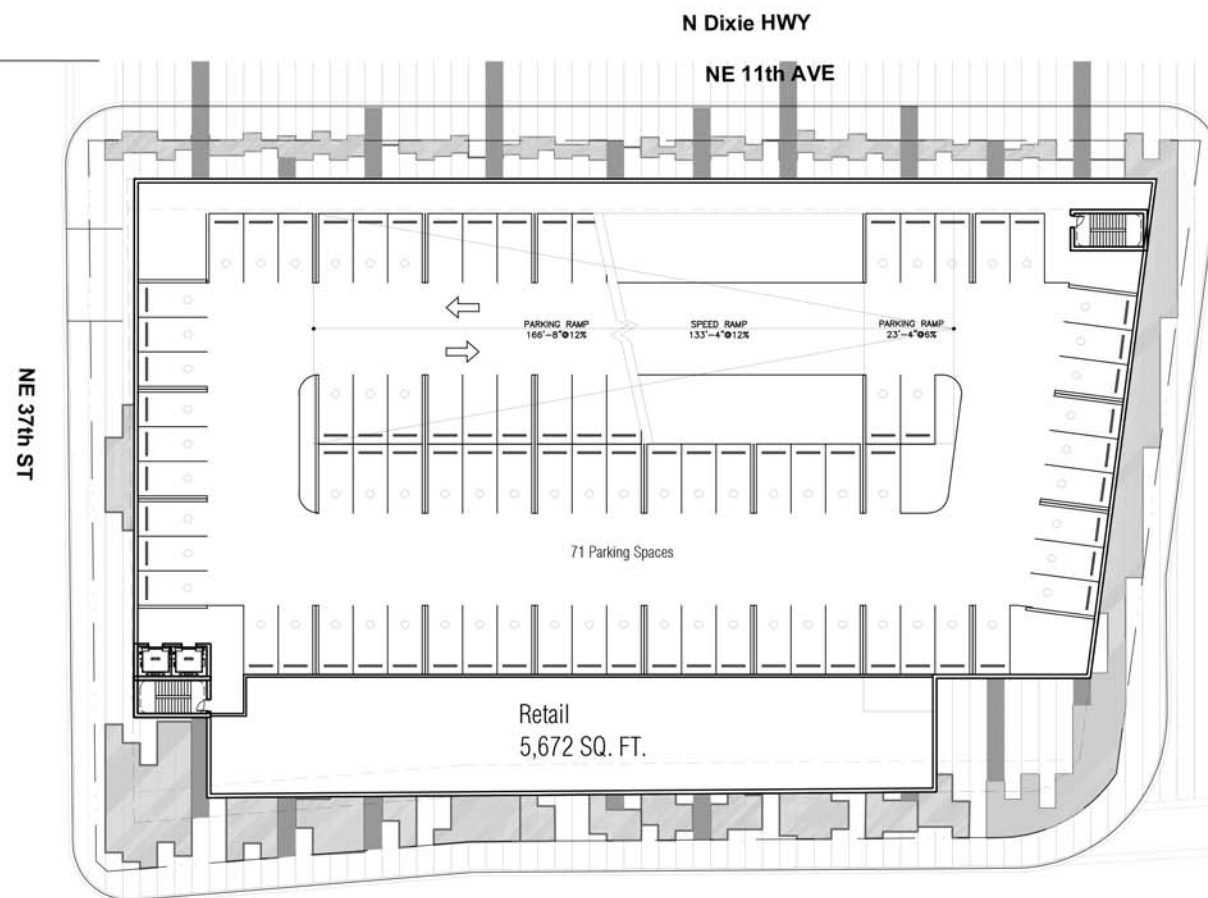 N Dixie HWY
NE 11th AVE
PARKING RAMP
166'-8"@12%
SPEED RAMP
133'-4"@12%
PARKING RAMP
23'-4"@6%
NE 37th ST
71 Parking Spaces
Retail
5,672 SQ. FT.